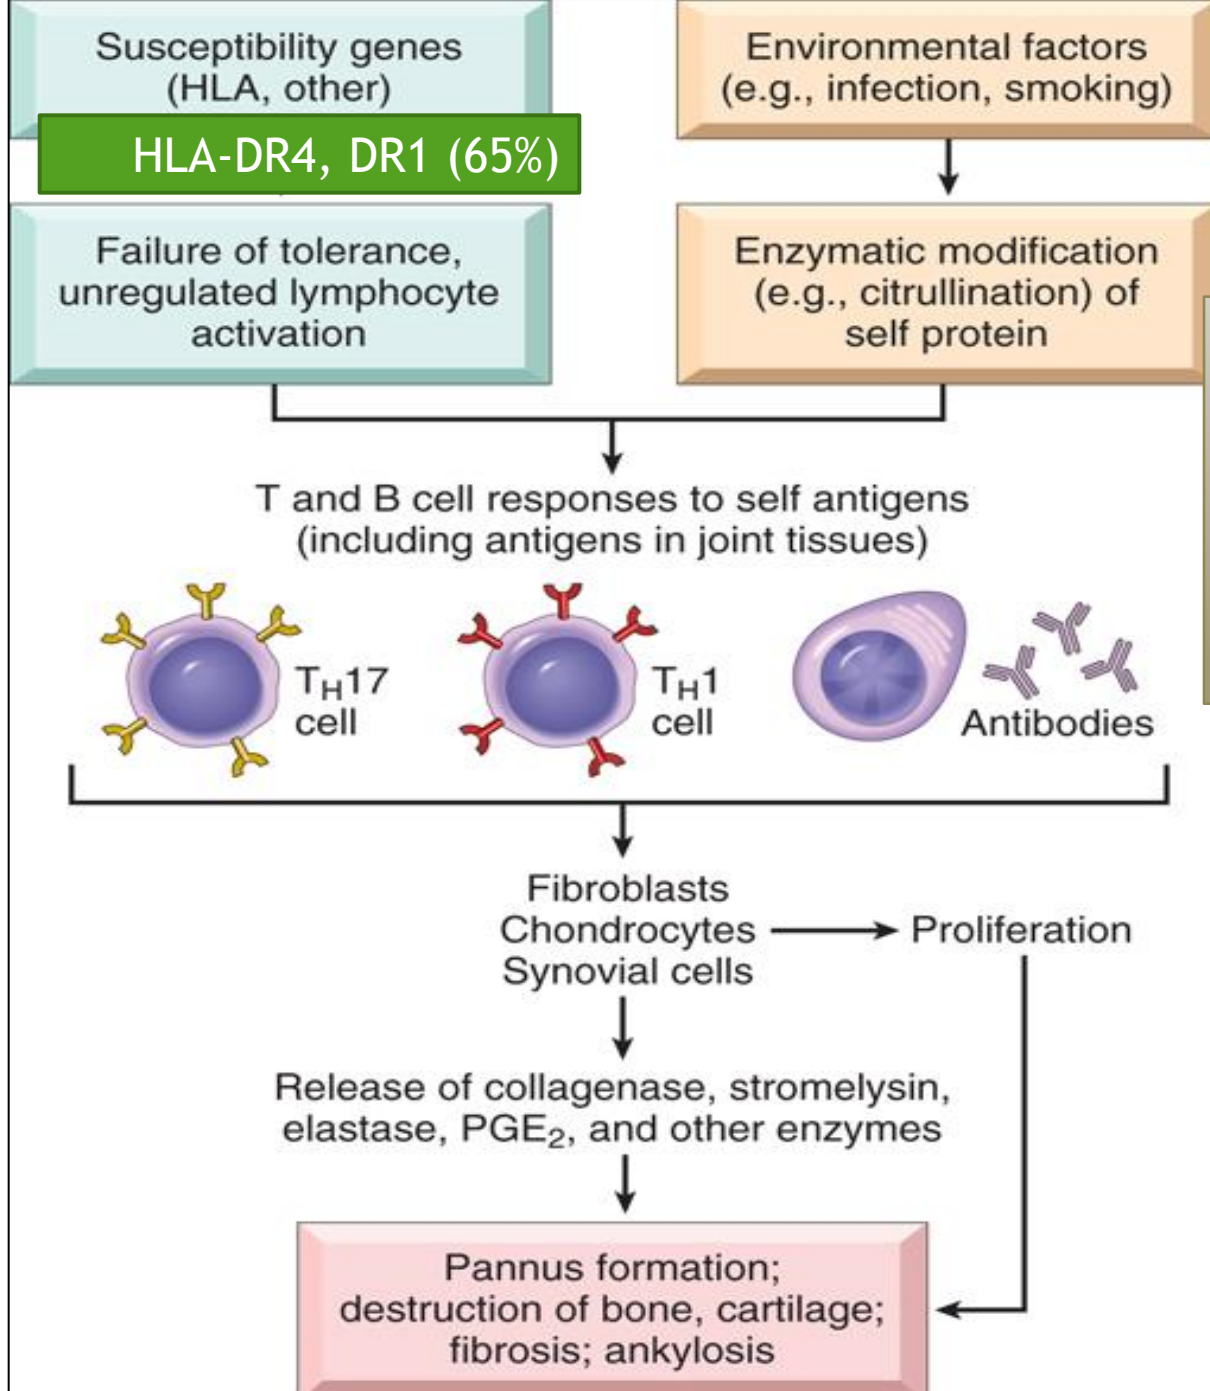 Susceptibility genes
(HLA, other)
HLA-DR4, DR1 (65%)
Failure of tolerance,
unregulated lymphocyte
activation
Environmental factors
(e.g., infection, smoking)
Enzymatic modification
(e.g., citrullination) of
self protein
T and B cell responses to self antigens
(including antigens in joint tissues)
TH17
cell
TH1
cell
Antibodies
Fibroblasts
Chondrocytes
Synovial cells
Proliferation
Release of collagenase, stromelysin,
elastase, PGE2, and other enzymes
Pannus formation;
destruction of bone, cartilage;
fibrosis; ankylosis